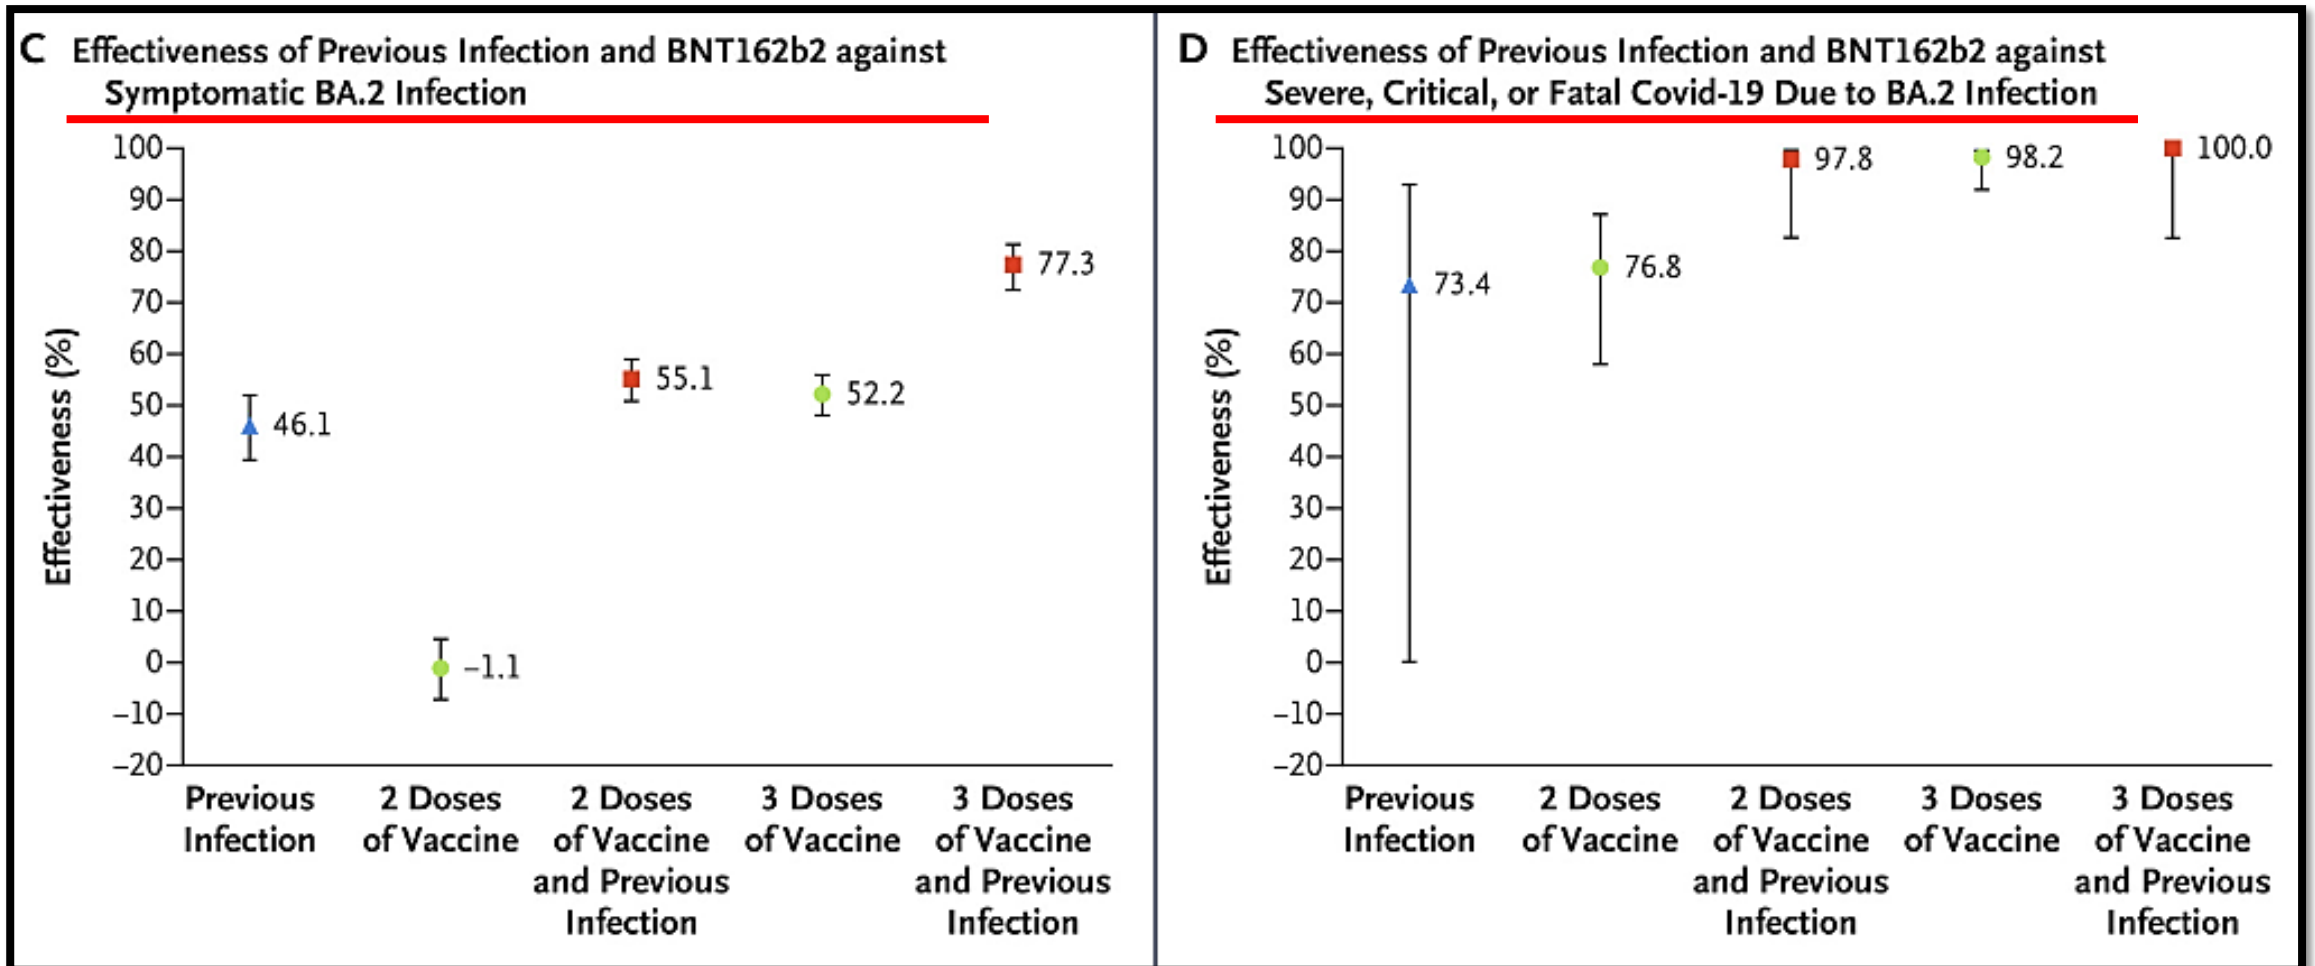 C Effectiveness of Previous Infection and BNT162b2 against
Symptomatic BA.2 Infection
100
90
80
70
60
50
40
30
20
10
0
–10
–20
Effectiveness (%)
46.1
–1.1
55.1
52.2
77.3
Previous Infection
2 Doses of Vaccine
2 Doses of Vaccine and Previous Infection
3 Doses of Vaccine
3 Doses of Vaccine and Previous Infection
D Effectiveness of Previous Infection and BNT162b2 against
Severe, Critical, or Fatal Covid-19 Due to BA.2 Infection
100
90
80
70
60
50
40
30
20
10
0
–10
–20
Effectiveness (%)
73.4
76.8
97.8
98.2
100.0
Previous Infection
2 Doses of Vaccine
2 Doses of Vaccine and Previous Infection
3 Doses of Vaccine
3 Doses of Vaccine and Previous Infection